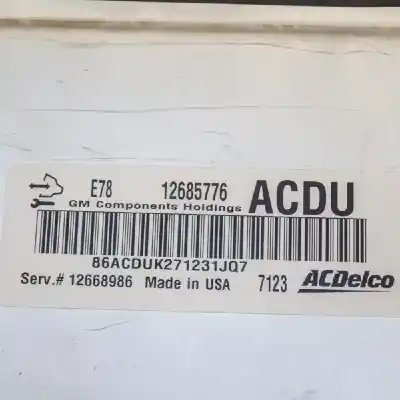 E78 12685776 ACDU
GM Components Holdings
86ACDUK271231JQ7
Serv.# 12668986 Made in USA 7123 ACDelco